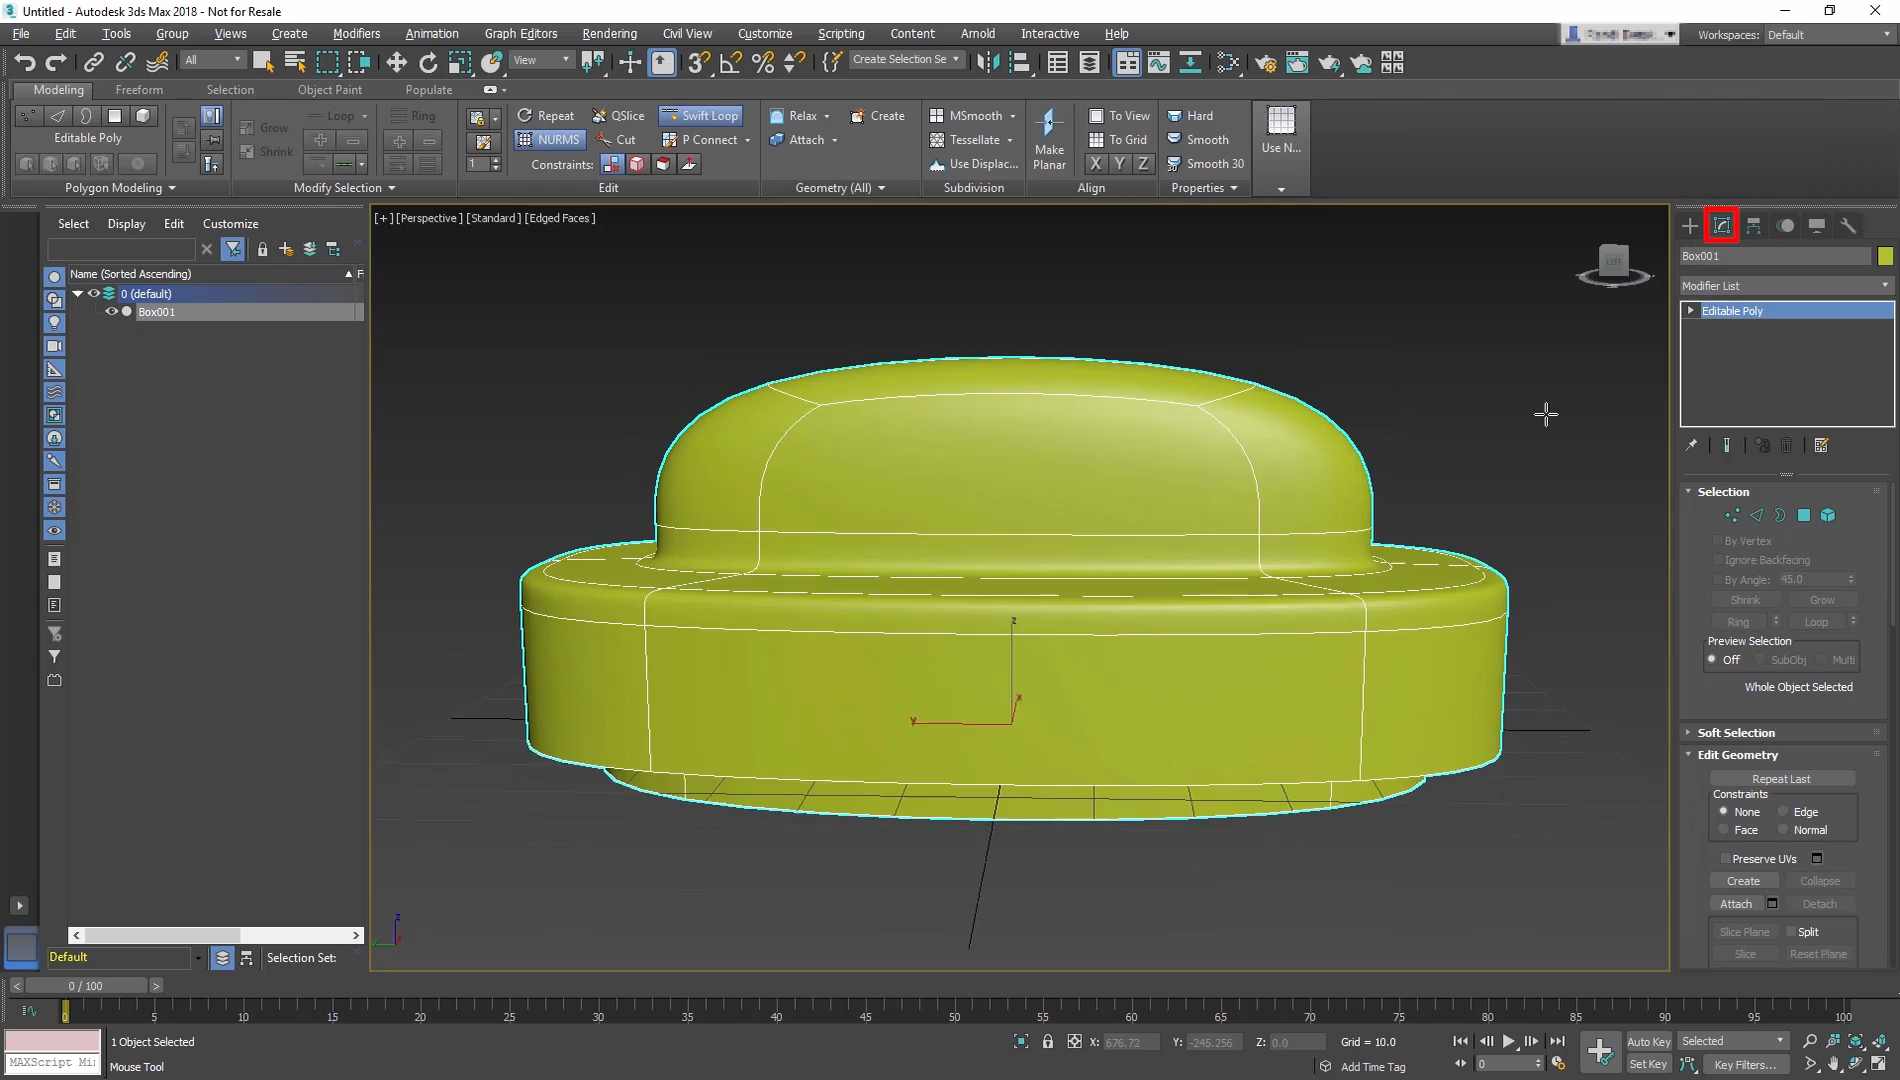 Untitled - Autodesk 3ds Max 2018 - Not for Resale
File Edit Tools Group Views Create Modifiers Animation Graph Editors Rendering Civil View Customize Scripting Content Arnold Interactive Help
Workspaces: Default
All View Create Selection Se
Modeling Freeform Selection Object Paint Populate
Editable Poly
Polygon Modeling
Grow
Shrink
Loop Ring
Modify Selection
Repeat QSlice Swift Loop
NURMS Cut P Connect
1 Constraints:
Edit
Relax Create
Attach
Geometry (All)
MSmooth
Tessellate
Use Displac...
Subdivision
Make
Planar
To View
To Grid
X Y Z
Align
Hard
Smooth
Smooth 30
Properties
Use N...
Select Display Edit Customize
Name (Sorted Ascending) F
0 (default)
Box001
[+] [Perspective] [Standard] [Edged Faces]
LEFT
z
x
y
z
Box001
Modifier List
Editable Poly
Selection
By Vertex
Ignore Backfacing
By Angle: 45.0
Shrink Grow
Ring Loop
Preview Selection
Off SubObj Multi
Whole Object Selected
Soft Selection
Edit Geometry
Repeat Last
Constraints
None Edge
Face Normal
Preserve UVs
Create Collapse
Attach Detach
Slice Plane Split
Slice Reset Plane
Default Selection Set:
< 0 / 100 >
0 5 10 15 20 25 30 35 40 45 50 55 60 65 70 75 80 85 90 95 100
1 Object Selected
MAXScript Mi
Mouse Tool
X: 676.72 Y: -245.256 Z: 0.0 Grid = 10.0
Add Time Tag
0
Auto Key Selected
Set Key Key Filters...